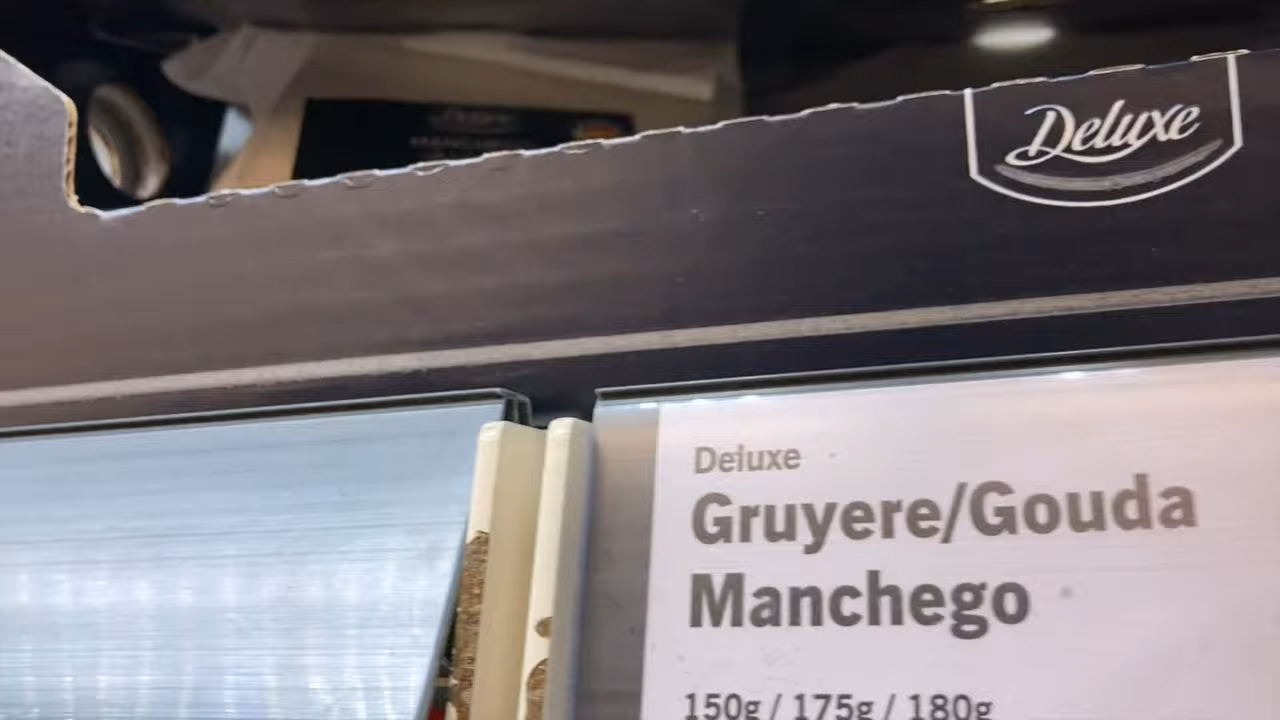 Deluxe
Deluxe
Gruyere/Gouda
Manchego
150g / 175g / 180g